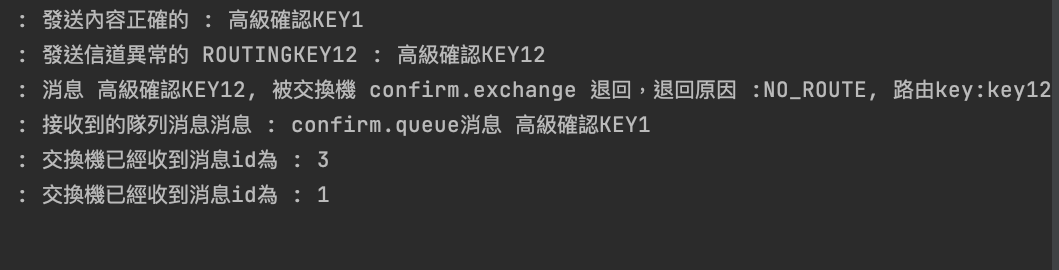 : 發送內容正確的 : 高級確認KEY1
: 發送信道異常的 ROUTINGKEY12 : 高級確認KEY12
: 消息 高級確認KEY12, 被交換機 confirm.exchange 退回，退回原因 :NO_ROUTE, 路由key:key12
: 接收到的隊列消息消息 : confirm.queue消息 高級確認KEY1
: 交換機已經收到消息id為 : 3
: 交換機已經收到消息id為 : 1